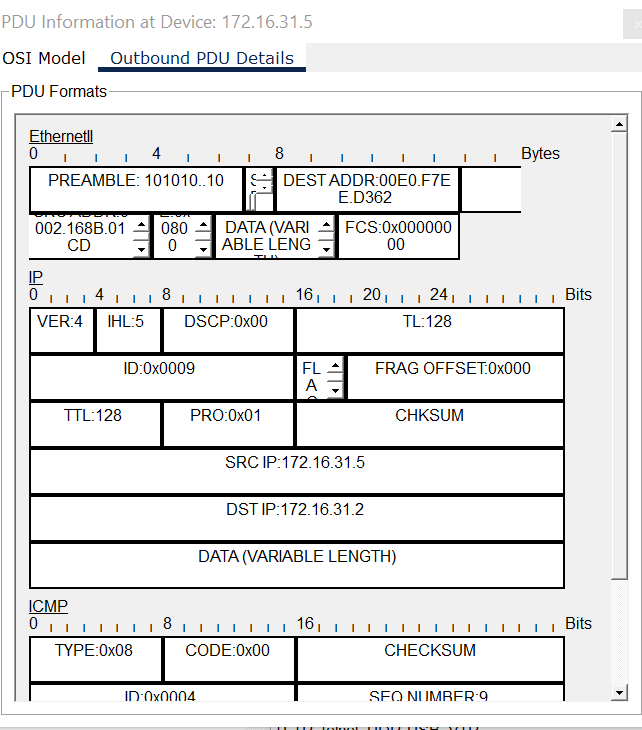 PDU Information at Device: 172.16.31.5
OSI Model Outbound PDU Details
PDU Formats
EthernetII
0 4 8 Bytes
PREAMBLE: 101010..10
DEST ADDR:00E0.F7E
E.D362
002.168B.01
CD
080
0
DATA (VARI
ABLE LENG
FCS:0x000000
00
IP
0 4 8 16 20 24 Bits
VER:4 IHL:5 DSCP:0x00 TL:128
ID:0x0009 FL
A
FRAG OFFSET:0x000
TTL:128 PRO:0x01 CHKSUM
SRC IP:172.16.31.5
DST IP:172.16.31.2
DATA (VARIABLE LENGTH)
ICMP
0 8 16 Bits
TYPE:0x08 CODE:0x00 CHECKSUM
ID:0x0004 SEQ NUMBER:9